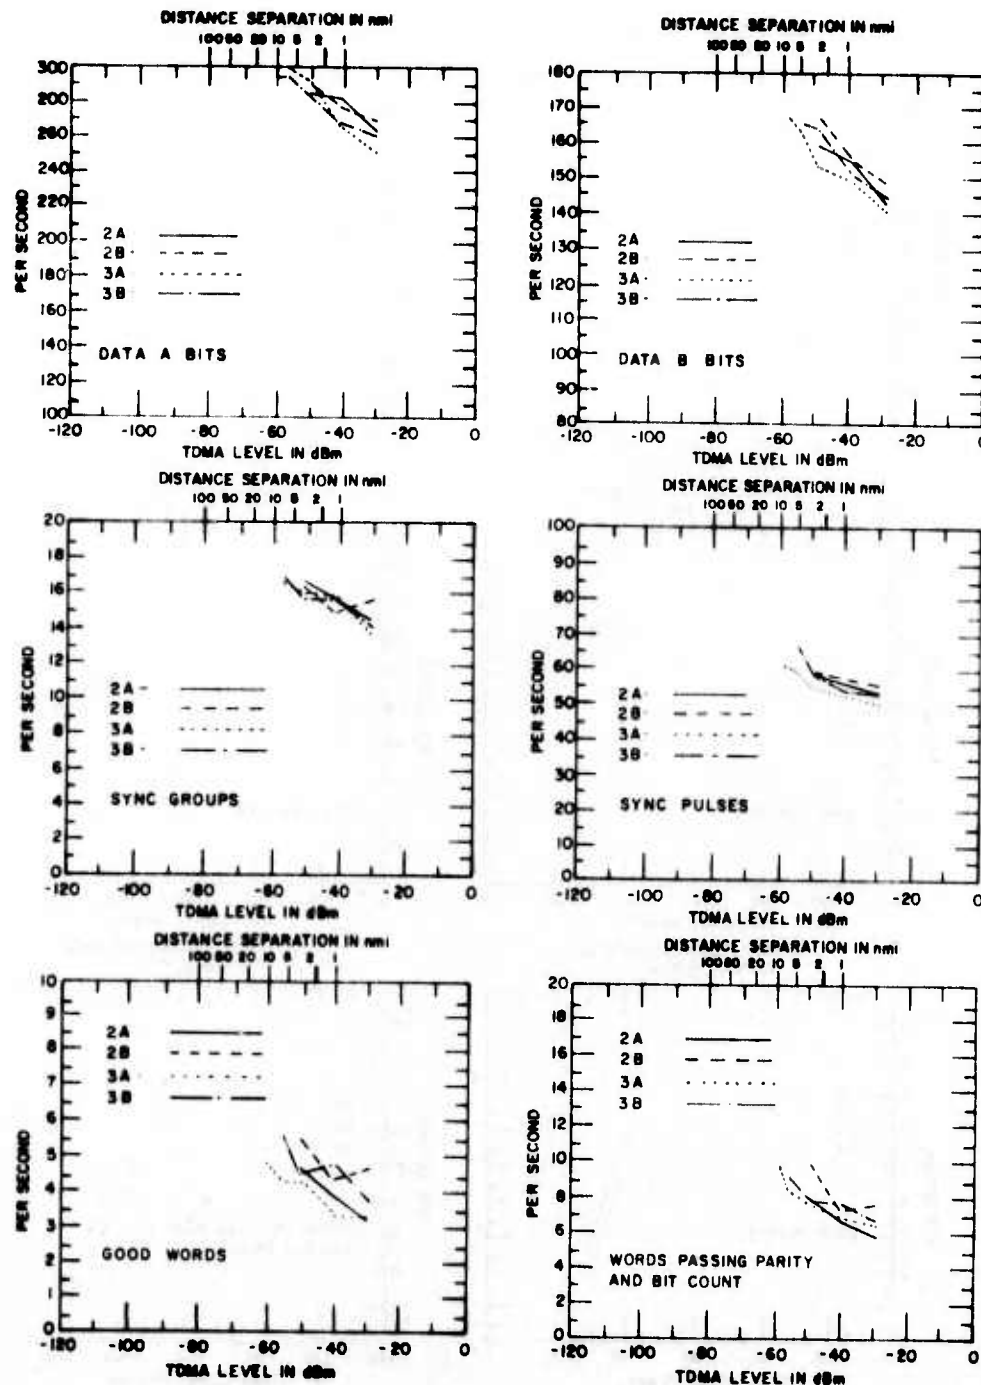 DISTANCE SEPARATION IN nmi
100 50 20 10 5 2 1
300
280
260
240
220
200
180
160
140
120
100
PER SECOND
2A
2B
3A
3B
DATA A BITS
-120 -100 -80 -60 -40 -20 0
TDMA LEVEL IN dBm
DISTANCE SEPARATION IN nmi
100 50 20 10 5 2 1
180
170
160
150
140
130
120
110
100
90
80
PER SECOND
2A
2B
3A
3B
DATA B BITS
-120 -100 -80 -60 -40 -20 0
TDMA LEVEL IN dBm
DISTANCE SEPARATION IN nmi
100 50 20 10 5 2 1
20
18
16
14
12
10
8
6
4
2
0
PER SECOND
2A
2B
3A
3B
SYNC GROUPS
-120 -100 -80 -60 -40 -20 0
TDMA LEVEL IN dBm
DISTANCE SEPARATION IN nmi
100 50 20 10 5 2 1
100
90
80
70
60
50
40
30
20
10
0
PER SECOND
2A
2B
3A
3B
SYNC PULSES
-120 -100 -80 -60 -40 -20 0
TDMA LEVEL IN dBm
DISTANCE SEPARATION IN nmi
100 50 20 10 5 2 1
10
9
8
7
6
5
4
3
2
1
0
PER SECOND
2A
2B
3A
3B
GOOD WORDS
-120 -100 -80 -60 -40 -20 0
TDMA LEVEL IN dBm
DISTANCE SEPARATION IN nmi
100 50 20 10 5 2 1
20
18
16
14
12
10
8
6
4
2
0
PER SECOND
2A
2B
3A
3B
WORDS PASSING PARITY
AND BIT COUNT
-120 -100 -80 -60 -40 -20 0
TDMA LEVEL IN dBm